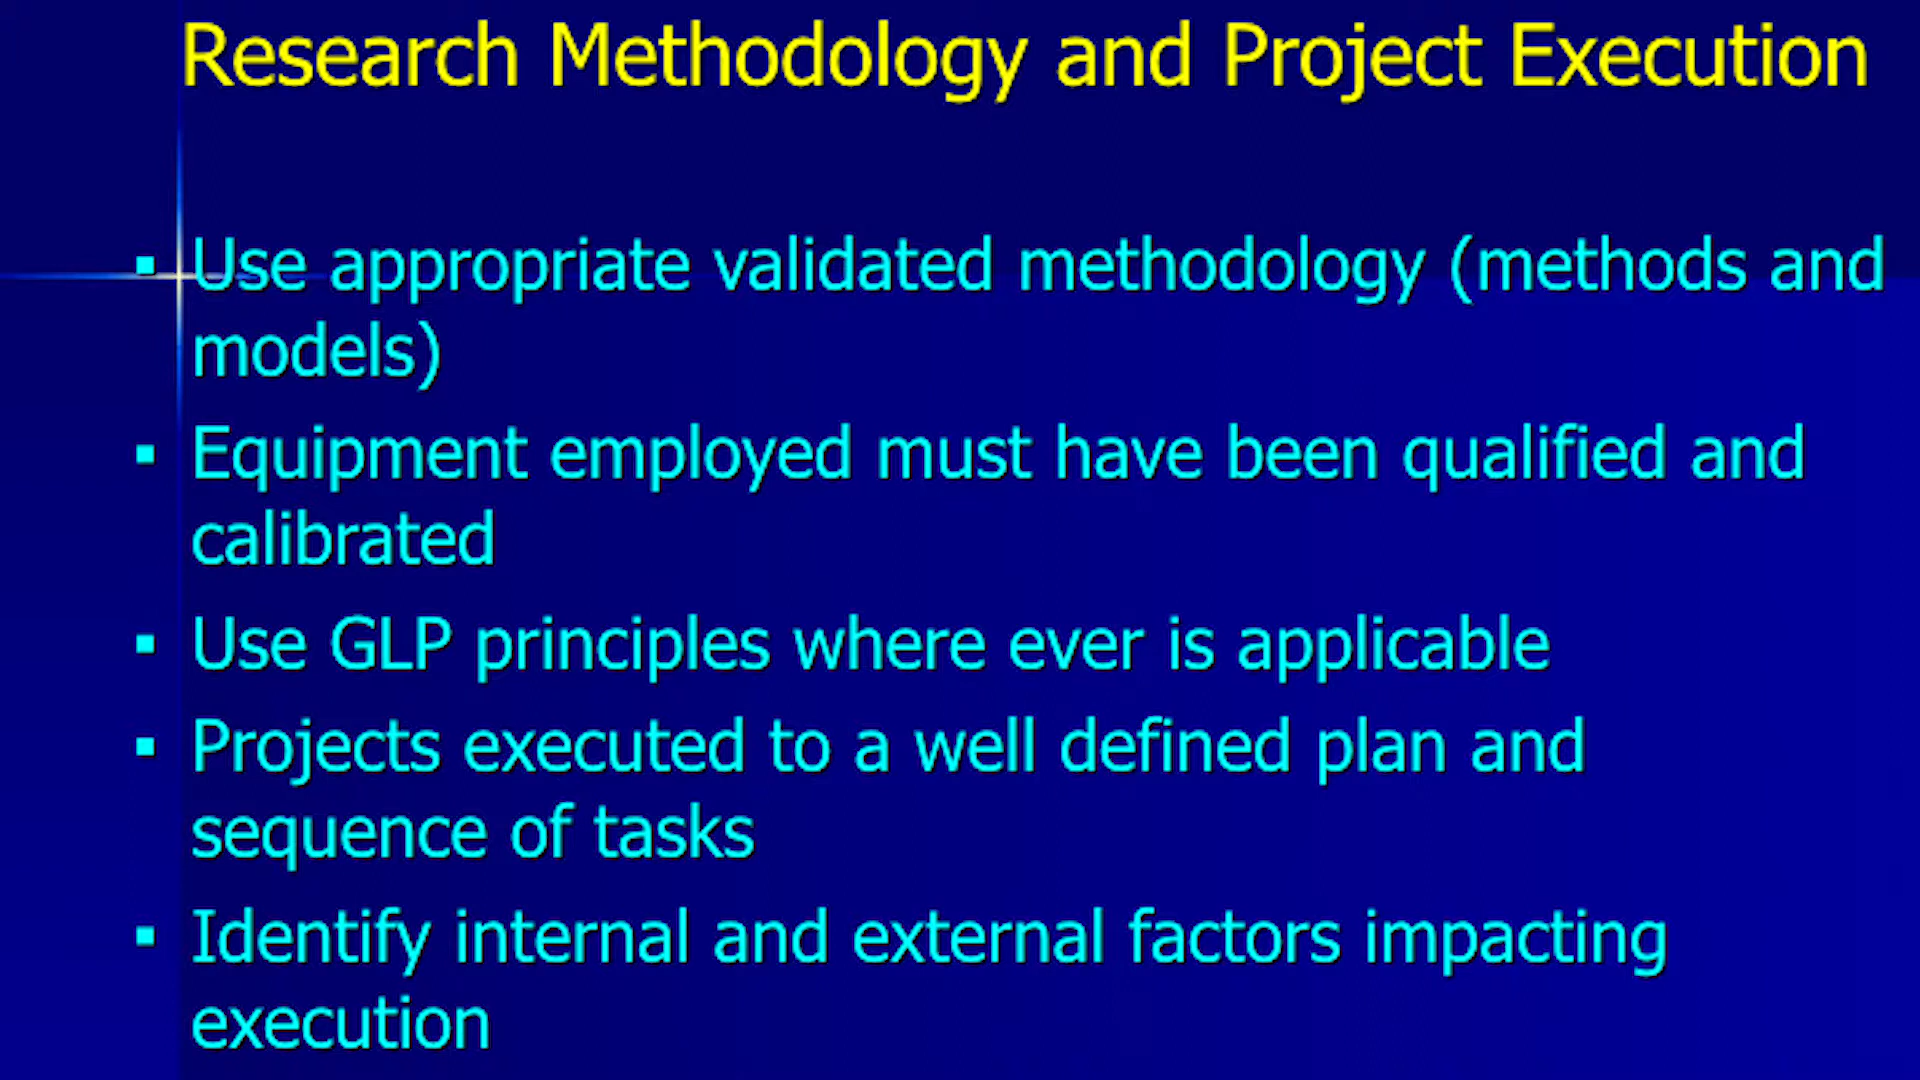 Research Methodology and Project Execution
▪ Use appropriate validated methodology (methods and
models)
▪ Equipment employed must have been qualified and
calibrated
▪ Use GLP principles where ever is applicable
▪ Projects executed to a well defined plan and
sequence of tasks
▪ Identify internal and external factors impacting
execution